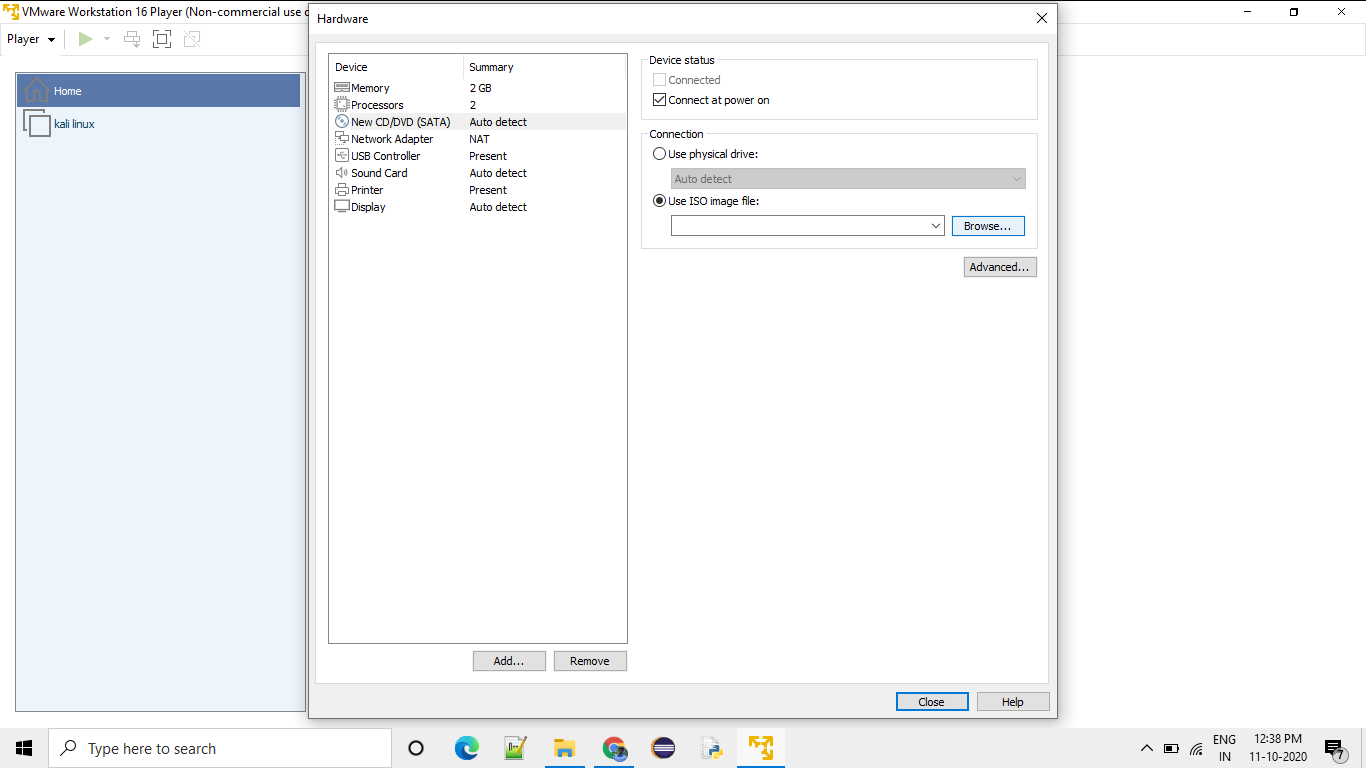 VMware Workstation 16 Player (Non-commercial use o
Hardware
Player
Home
kali linux
Device Summary
Memory 2 GB
Processors 2
New CD/DVD (SATA) Auto detect
Network Adapter NAT
USB Controller Present
Sound Card Auto detect
Printer Present
Display Auto detect
Add... Remove
Device status
Connected
Connect at power on
Connection
Use physical drive:
Auto detect
Use ISO image file:
Browse...
Advanced...
Close Help
Type here to search
ENG
IN
12:38 PM
11-10-2020
7